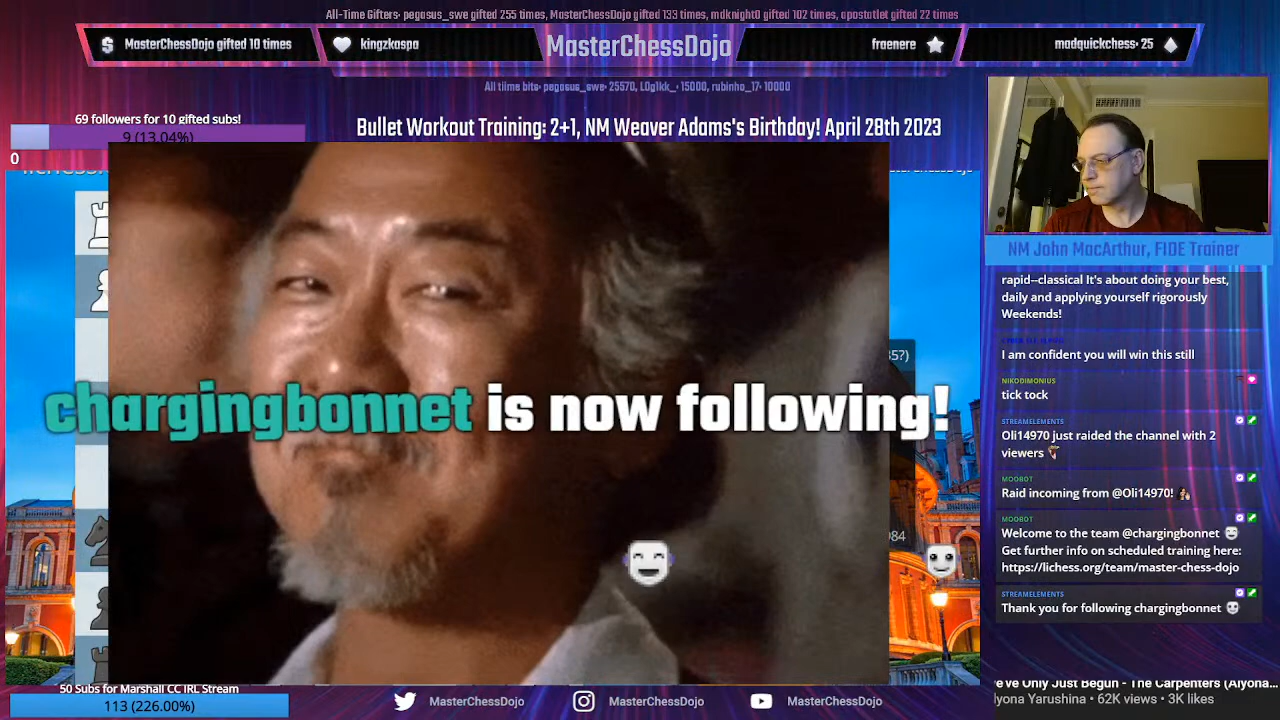 All-Time Gifters· pegasus_swe gifted 255 times, MasterChessDojo gifted 133 times, mdknight0 gifted 102 times, apostatlet gifted 22 times
MasterChessDojo gifted 10 times
kingzkaspa
MasterChessDojo
fraenere
madquickchess· 25
All tiime bits· pegasus_swe· 25570, L0g1kk_· 15000, rubinho_17· 10000
69 followers for 10 gifted subs!
9 (13.04%)
0
Bullet Workout Training: 2+1, NM Weaver Adams's Birthday! April 28th 2023
NM John MacArthur, FIDE Trainer
rapid--classical It's about doing your best,
daily and applying yourself rigorously
Weekends!
I am confident you will win this still
NIKODIMONIUS
tick tock
STREAMELEMENTS
Oli14970 just raided the channel with 2
viewers
MOOBOT
Raid incoming from @Oli14970!
MOOBOT
Welcome to the team @chargingbonnet
Get further info on scheduled training here:
https://lichess.org/team/master-chess-dojo
STREAMELEMENTS
Thank you for following chargingbonnet
chargingbonnet is now following!
50 Subs for Marshall CC IRL Stream
113 (226.00%)
MasterChessDojo
MasterChessDojo
MasterChessDojo
e've Only Just Begun - The Carpenters (Alyona...
lyona Yarushina • 62K views • 3K likes